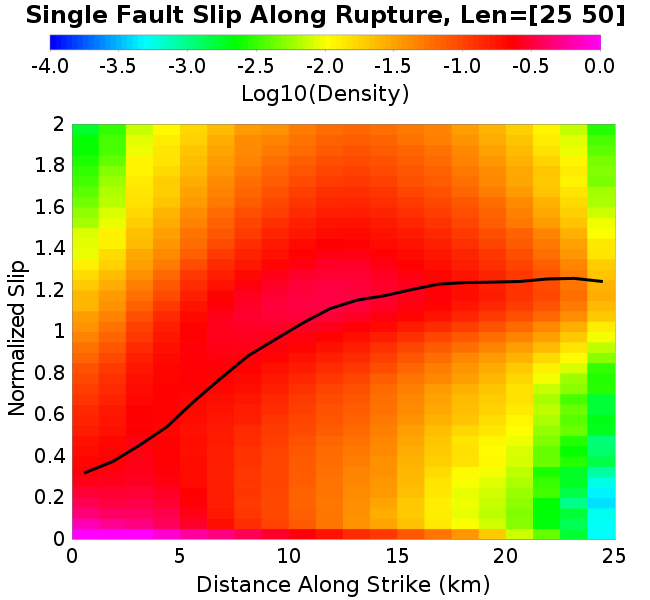 Single Fault Slip Along Rupture, Len=[25 50]
-4.0 -3.5 -3.0 -2.5 -2.0 -1.5 -1.0 -0.5 0.0
Log10(Density)
2
1.8
1.6
1.4
1.2
1
0.8
0.6
0.4
0.2
0
Normalized Slip
0 5 10 15 20 25
Distance Along Strike (km)